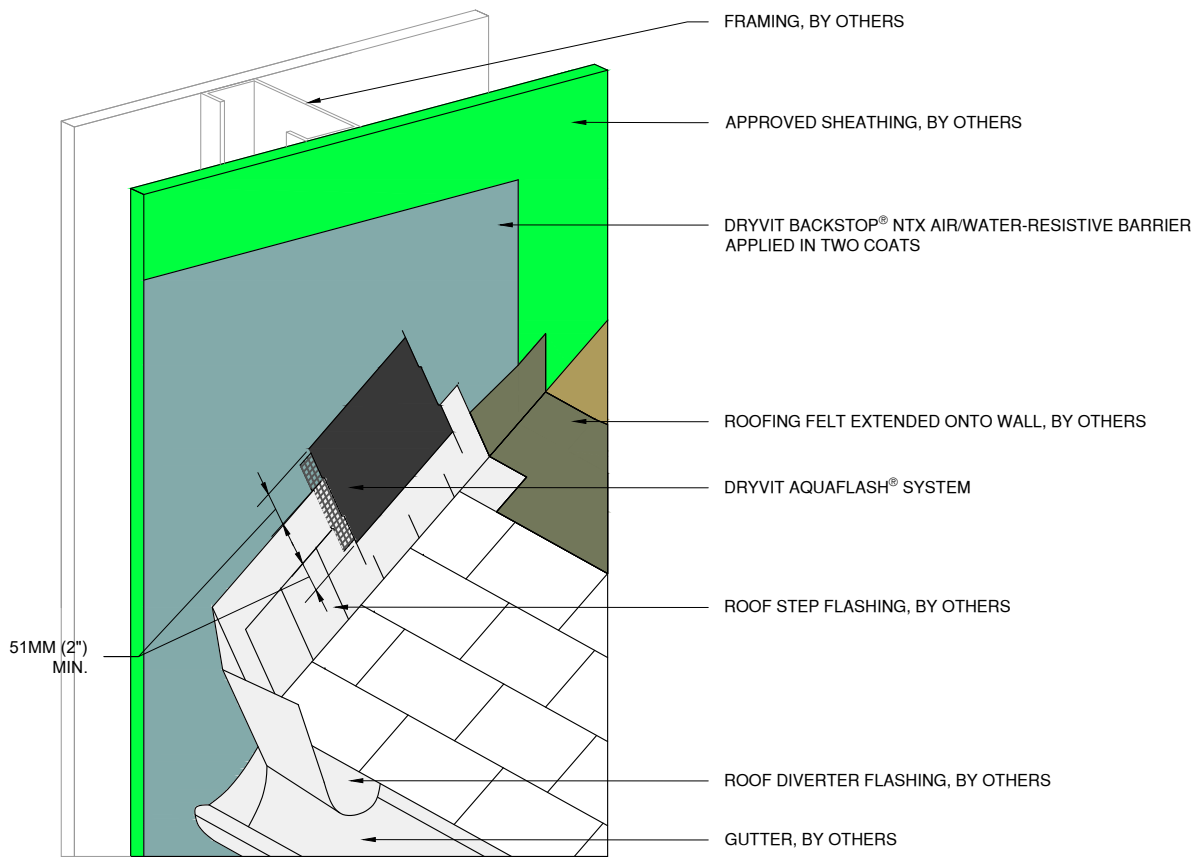 FRAMING, BY OTHERS
APPROVED SHEATHING, BY OTHERS
DRYVIT BACKSTOP® NTX AIR/WATER-RESISTIVE BARRIER
APPLIED IN TWO COATS
ROOFING FELT EXTENDED ONTO WALL, BY OTHERS
DRYVIT AQUAFLASH® SYSTEM
ROOF STEP FLASHING, BY OTHERS
51MM (2")
MIN.
ROOF DIVERTER FLASHING, BY OTHERS
GUTTER, BY OTHERS